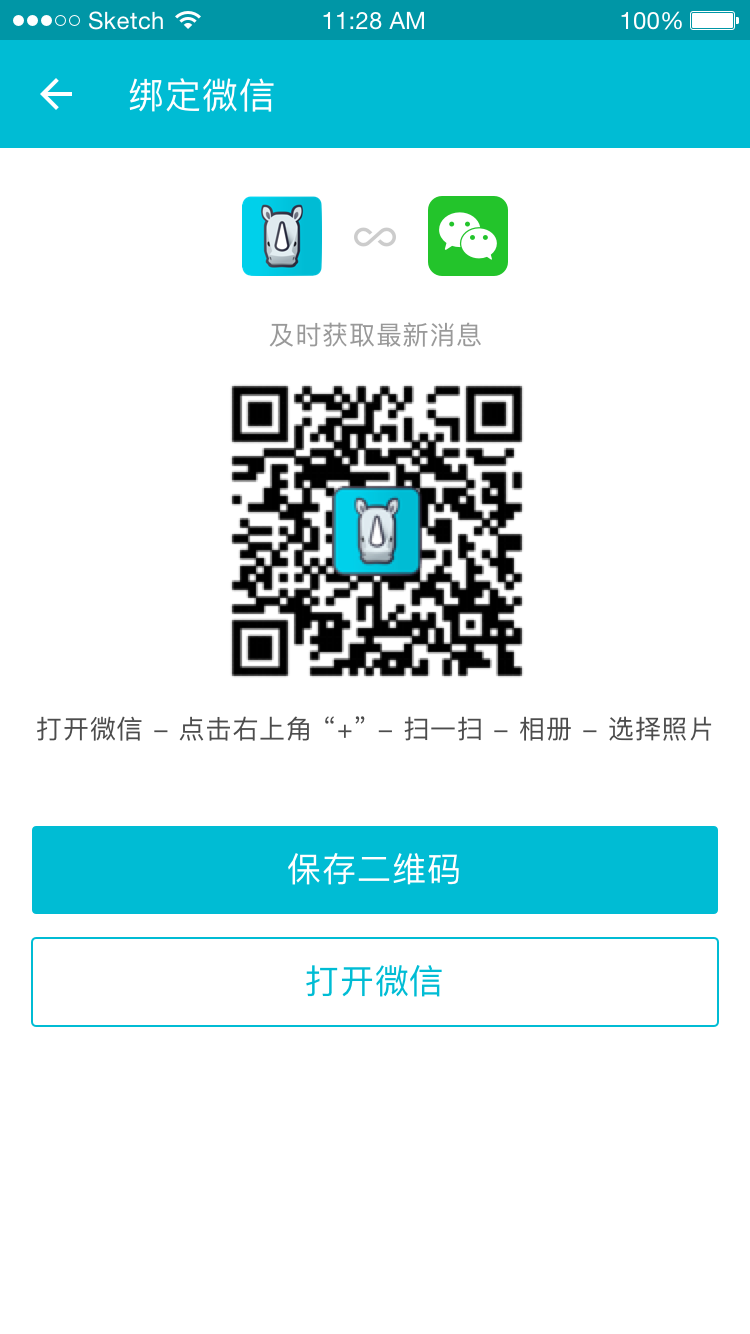 Sketch 11:28 AM 100%
绑定微信
及时获取最新消息
打开微信 – 点击右上角 “+” – 扫一扫 – 相册 – 选择照片
保存二维码
打开微信